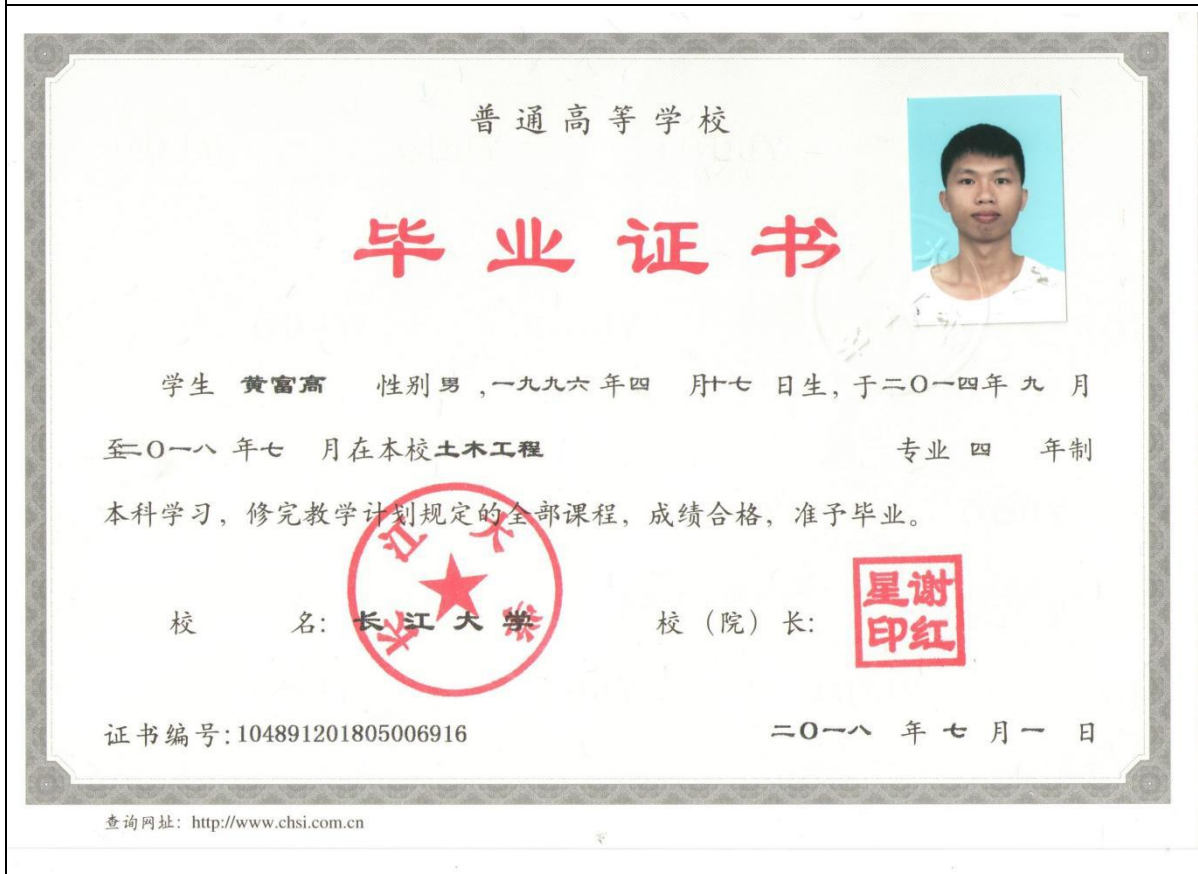 普通高等学校
毕业证书
学生 黄富高 性别 男 ,一九九六 年四 月十七 日生, 于二O一四年 九 月
至二O一八 年七 月在本校土木工程 专业 四 年制
本科学习, 修完教学计划规定的全部课程, 成绩合格, 准予毕业。
校 名: 长江大学 校 (院) 长:
长江大学
谢红星印
证书编号:104891201805006916 二O一八 年 七 月 一 日
查询网址: http://www.chsi.com.cn